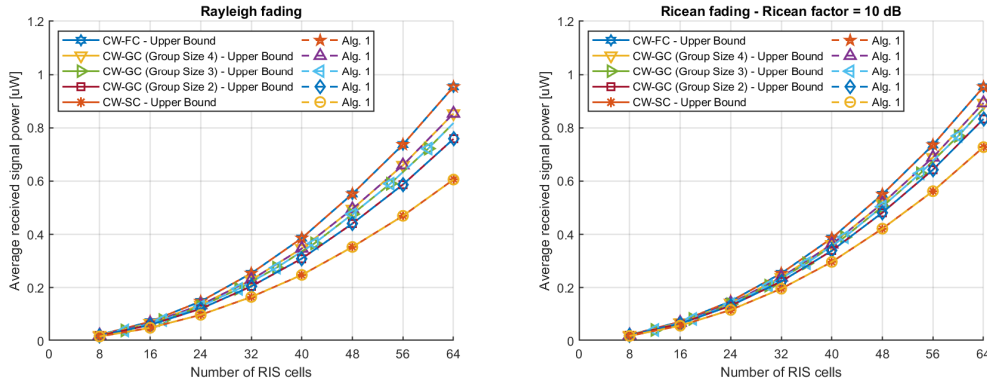 Rayleigh fading
1.2
1
0.8
0.6
0.4
0.2
0
Average received signal power [uW]
CW-FC - Upper Bound
CW-GC (Group Size 4) - Upper Bound
CW-GC (Group Size 3) - Upper Bound
CW-GC (Group Size 2) - Upper Bound
CW-SC - Upper Bound
Alg. 1
Alg. 1
Alg. 1
Alg. 1
Alg. 1
0 8 16 24 32 40 48 56 64
Number of RIS cells
Ricean fading - Ricean factor = 10 dB
1.2
1
0.8
0.6
0.4
0.2
0
Average received signal power [uW]
CW-FC - Upper Bound
CW-GC (Group Size 4) - Upper Bound
CW-GC (Group Size 3) - Upper Bound
CW-GC (Group Size 2) - Upper Bound
CW-SC - Upper Bound
Alg. 1
Alg. 1
Alg. 1
Alg. 1
Alg. 1
0 8 16 24 32 40 48 56 64
Number of RIS cells